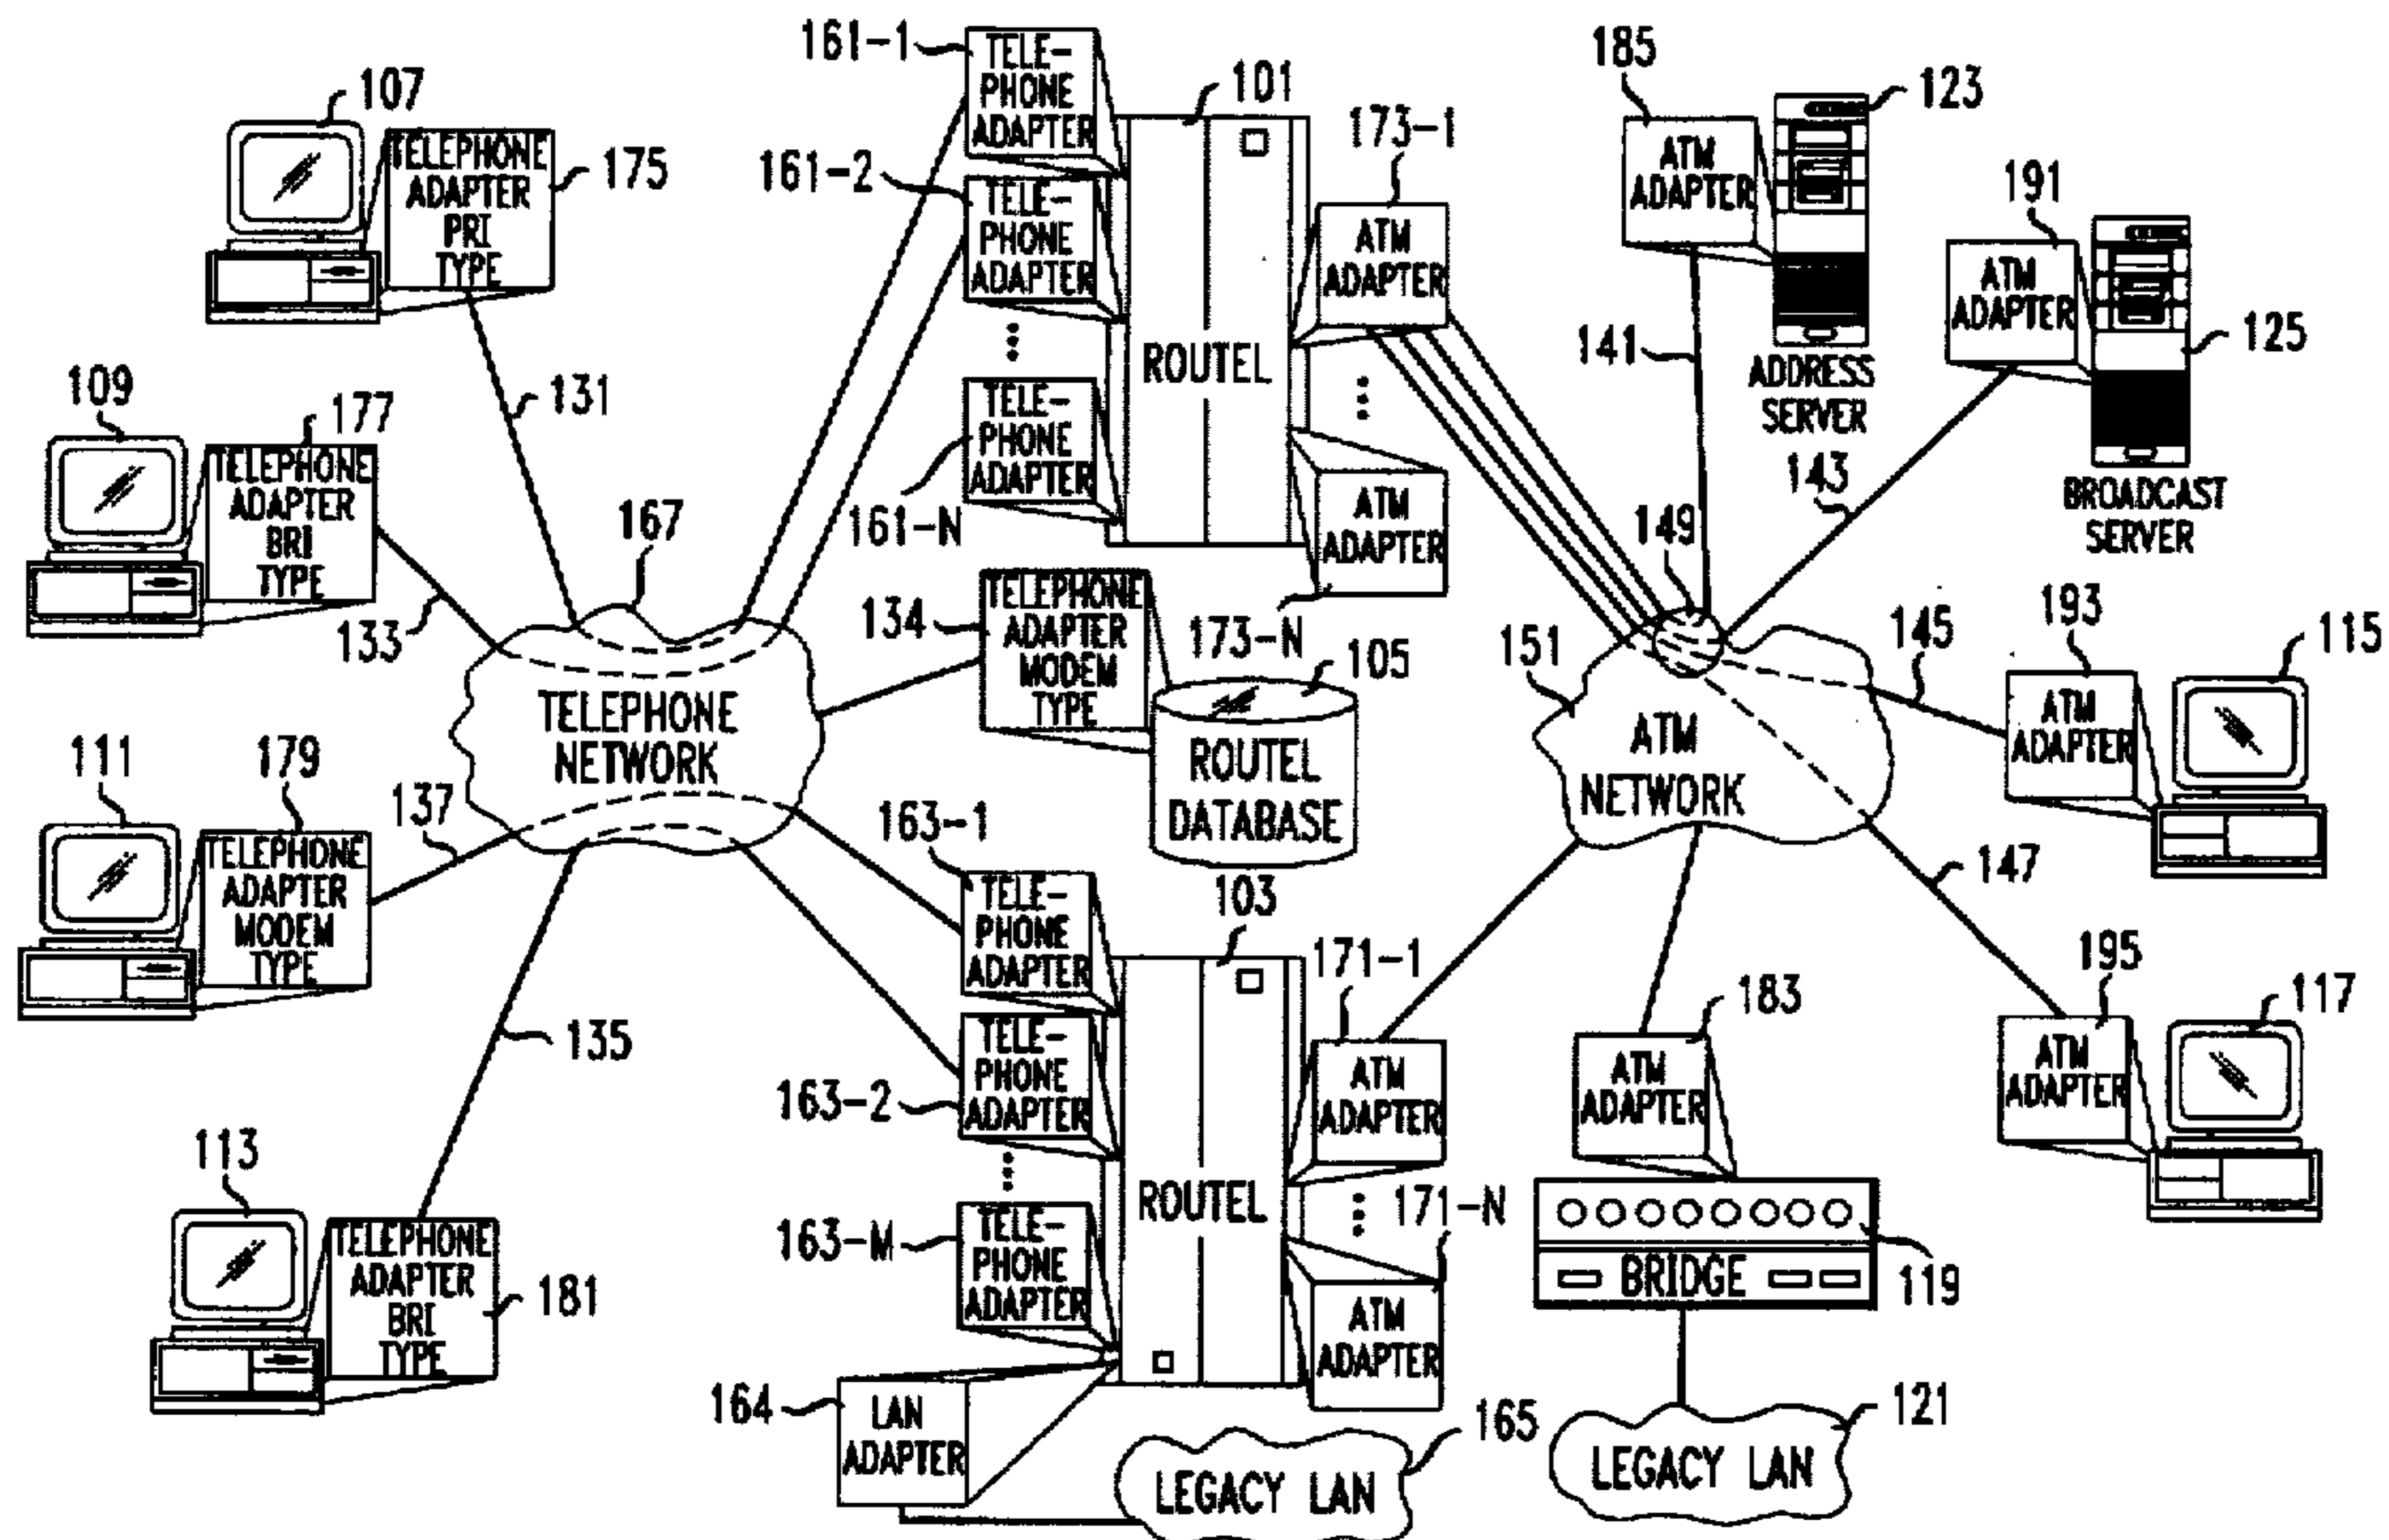 107
TELEPHONE
ADAPTER
PRI
TYPE
175
131
109
177
TELEPHONE
ADAPTER
BRI
TYPE
133
167
TELEPHONE
NETWORK
111
179
TELEPHONE
ADAPTER
MODEM
TYPE
137
135
113
TELEPHONE
ADAPTER
BRI
TYPE
181
161-1
TELE-
PHONE
ADAPTER
161-2
TELE-
PHONE
ADAPTER
161-N
TELE-
PHONE
ADAPTER
101
ROUTEL
173-1
ATM
ADAPTER
ATM
ADAPTER
173-N
134
TELEPHONE
ADAPTER
MODEM
TYPE
105
ROUTEL
DATABASE
163-1
TELE-
PHONE
ADAPTER
163-2
TELE-
PHONE
ADAPTER
163-M
TELE-
PHONE
ADAPTER
103
ROUTEL
171-1
ATM
ADAPTER
171-N
ATM
ADAPTER
164
LAN
ADAPTER
165
LEGACY LAN
185
ATM
ADAPTER
123
ADDRESS
SERVER
141
191
ATM
ADAPTER
125
BROADCAST
SERVER
143
149
151
ATM
NETWORK
145
193
ATM
ADAPTER
115
147
195
ATM
ADAPTER
117
183
ATM
ADAPTER
BRIDGE
119
121
LEGACY LAN